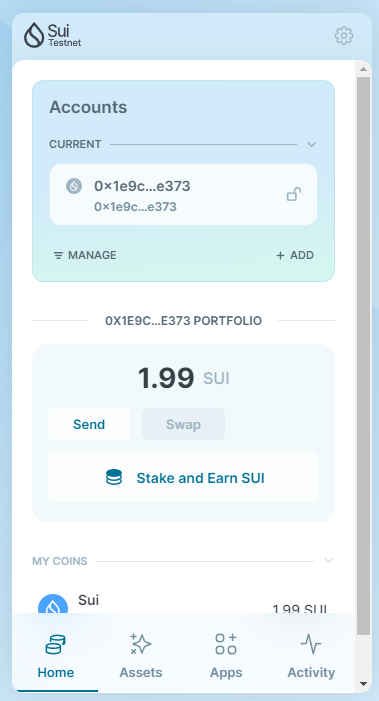 Sui
Testnet
Accounts
CURRENT
0×1e9c...e373
0×1e9c...e373
MANAGE
+ ADD
0X1E9C...E373 PORTFOLIO
1.99 SUI
Send
Swap
Stake and Earn SUI
MY COINS
Sui
1.99 SUI
Home
Assets
Apps
Activity